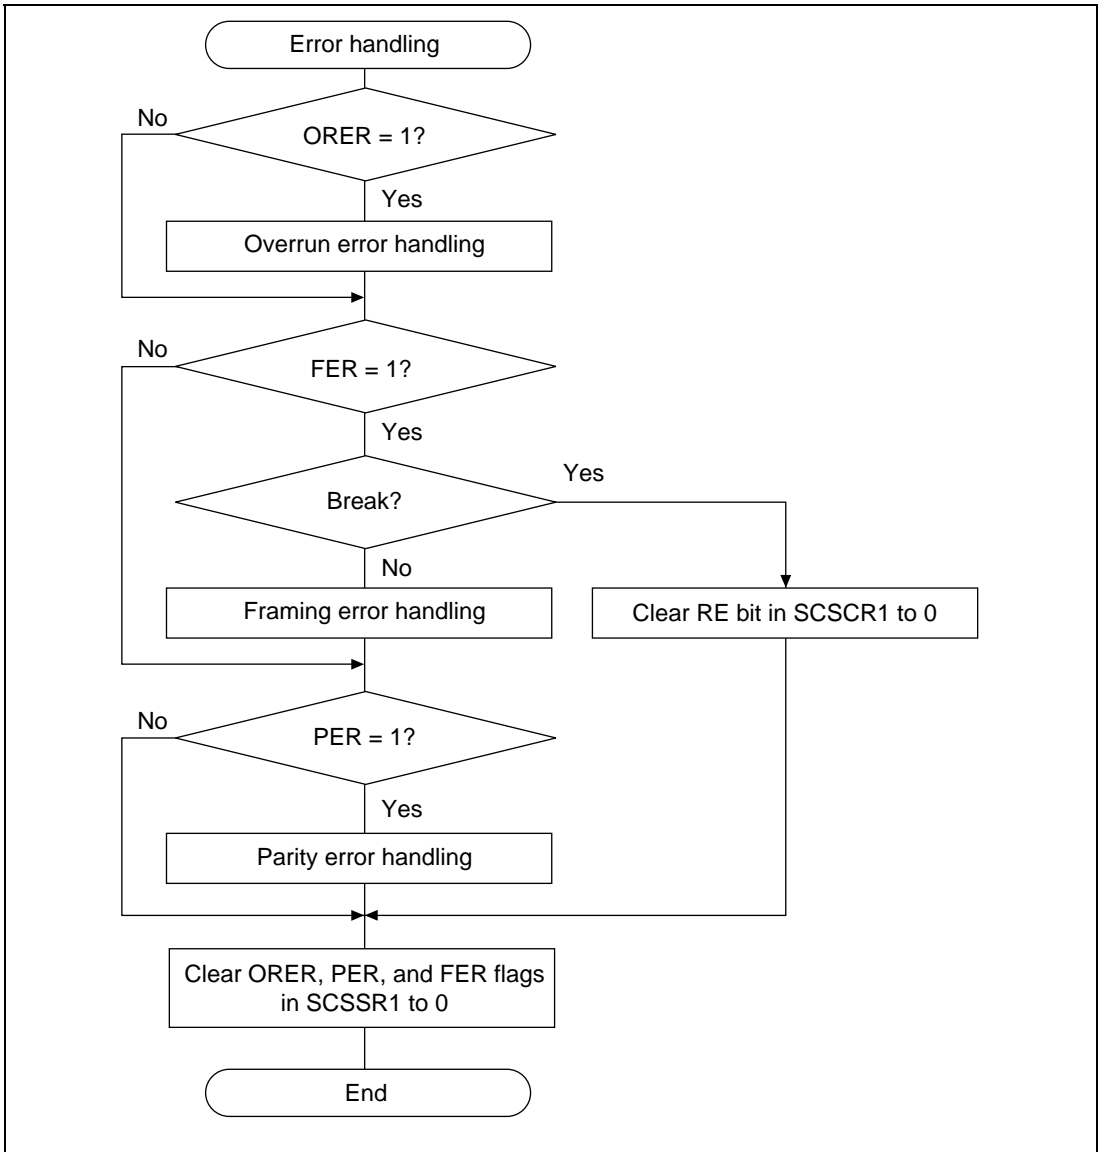 Error handling
No
ORER = 1?
Yes
Overrun error handling
No
FER = 1?
Yes
Yes
Break?
No
Framing error handling
Clear RE bit in SCSCR1 to 0
No
PER = 1?
Yes
Parity error handling
Clear ORER, PER, and FER flags
in SCSSR1 to 0
End